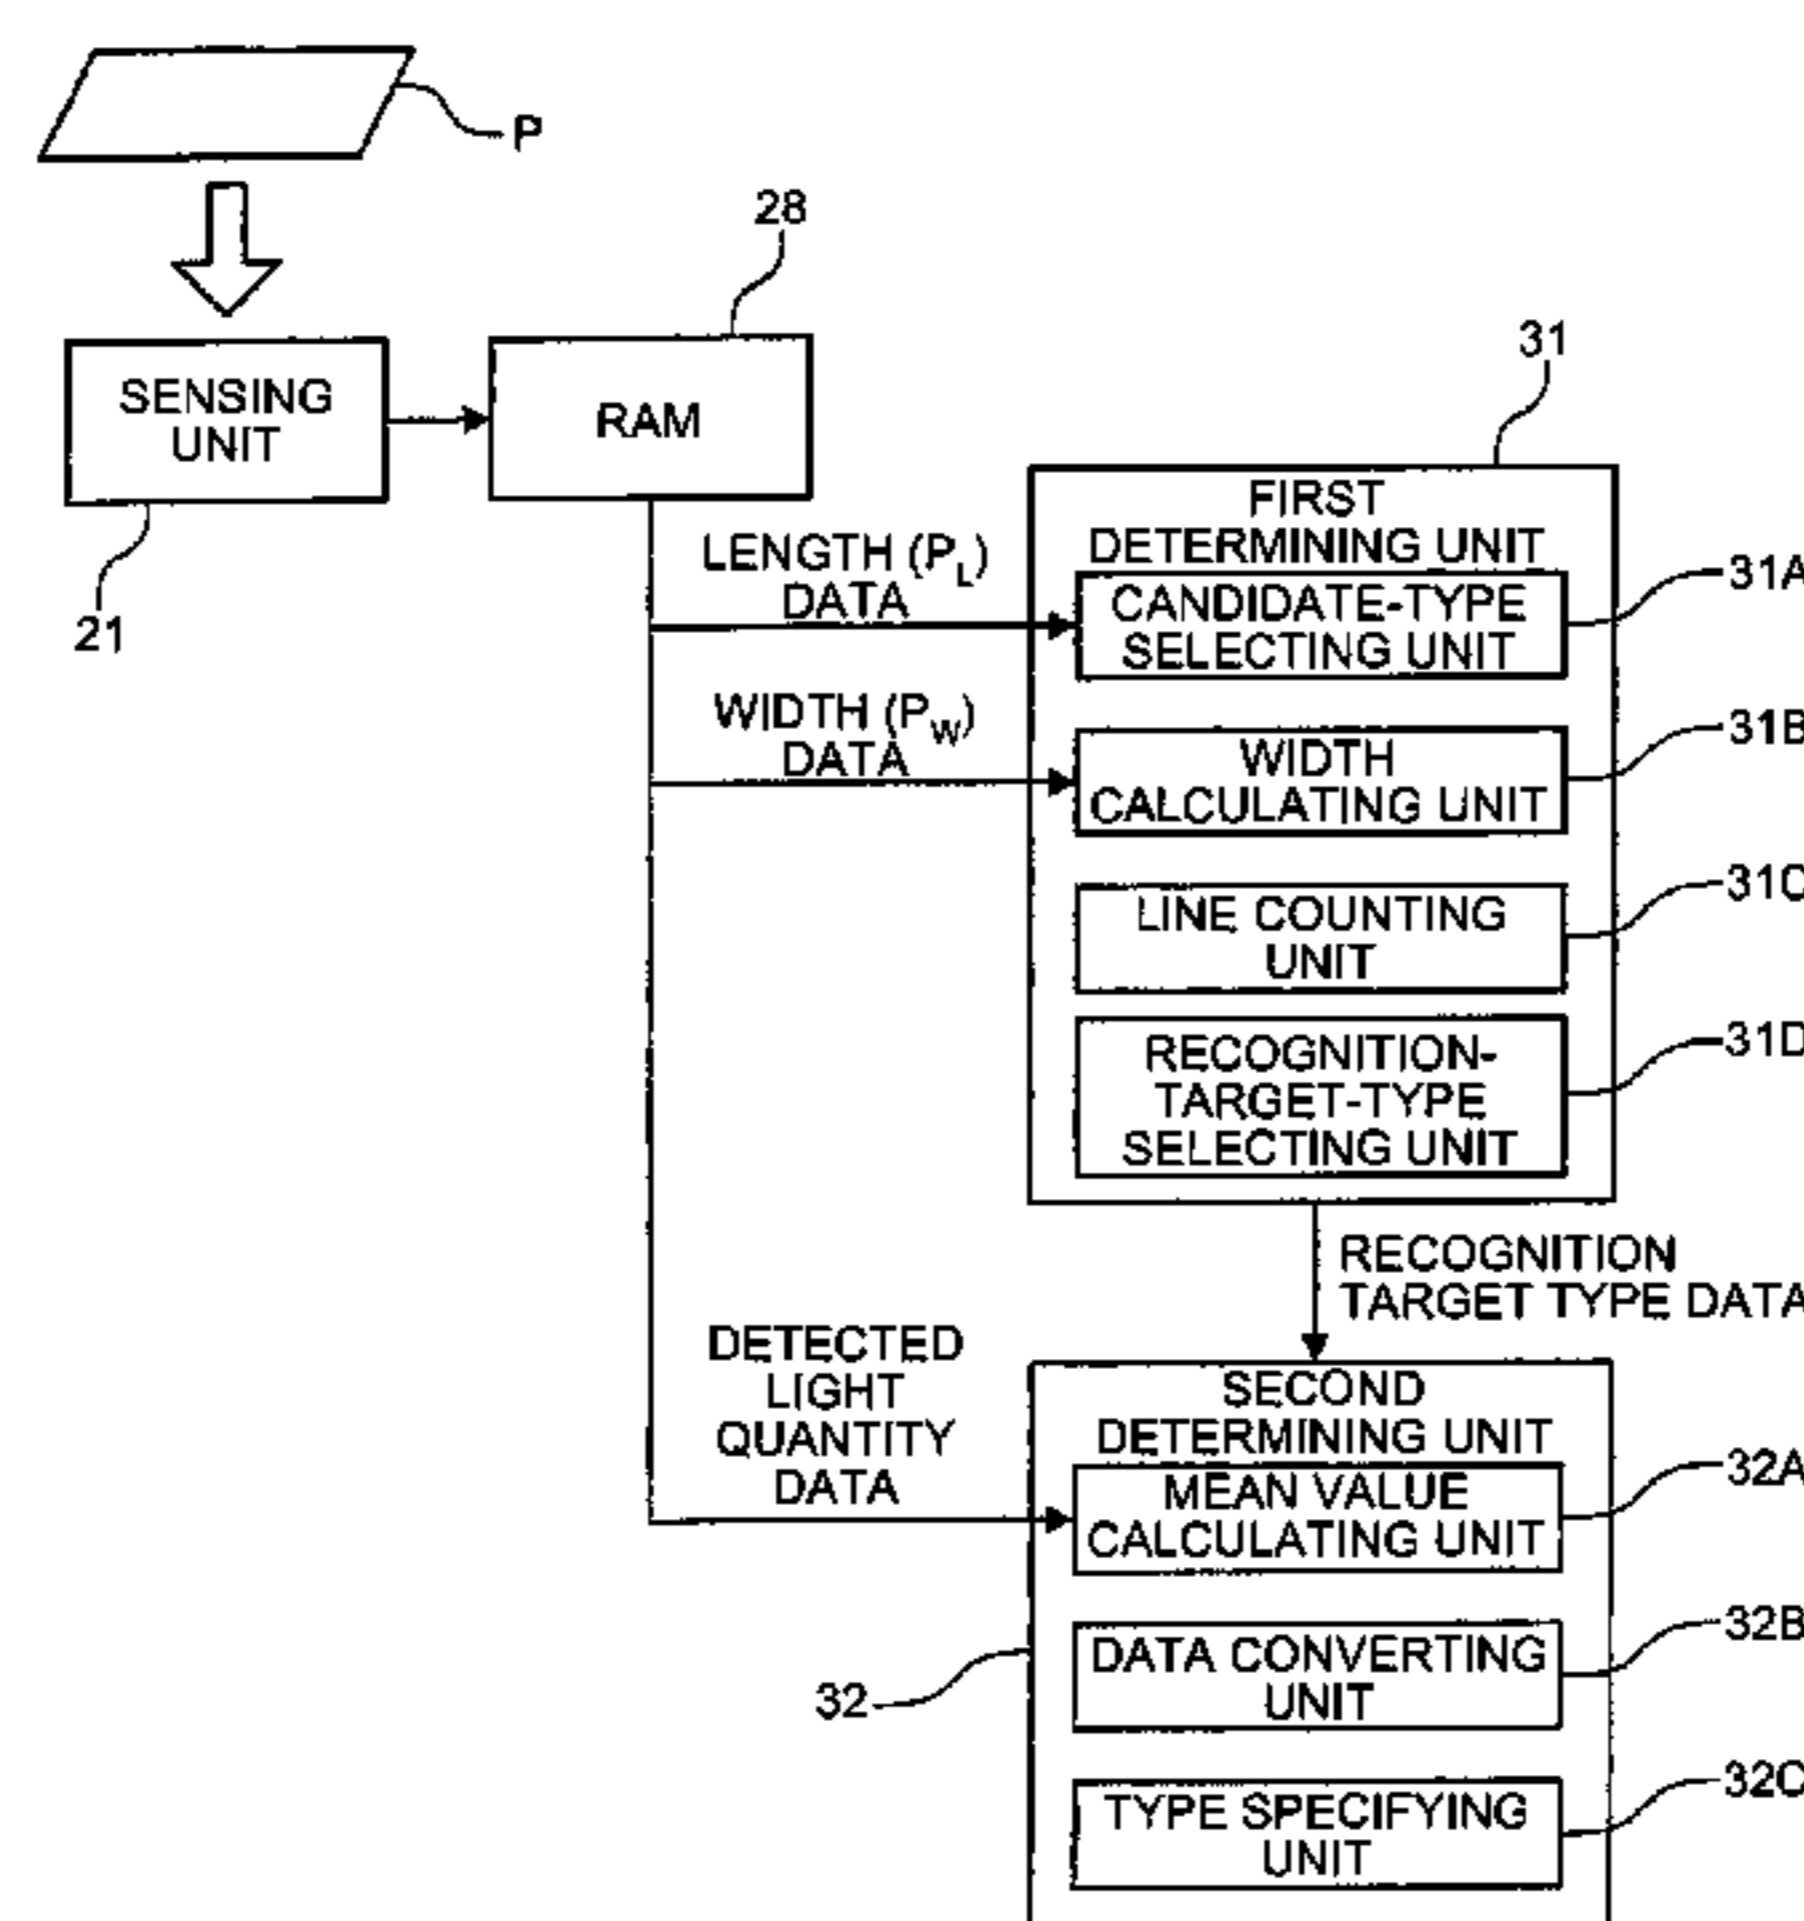 P
28
SENSING
UNIT
RAM
21
31
FIRST
DETERMINING UNIT
LENGTH (PL)
DATA
CANDIDATE-TYPE
SELECTING UNIT
31A
WIDTH (PW)
DATA
WIDTH
CALCULATING UNIT
31B
LINE COUNTING
UNIT
31C
RECOGNITION-
TARGET-TYPE
SELECTING UNIT
31D
RECOGNITION
TARGET TYPE DATA
DETECTED
LIGHT
QUANTITY
DATA
SECOND
DETERMINING UNIT
MEAN VALUE
CALCULATING UNIT
32A
32
DATA CONVERTING
UNIT
32B
TYPE SPECIFYING
UNIT
32C